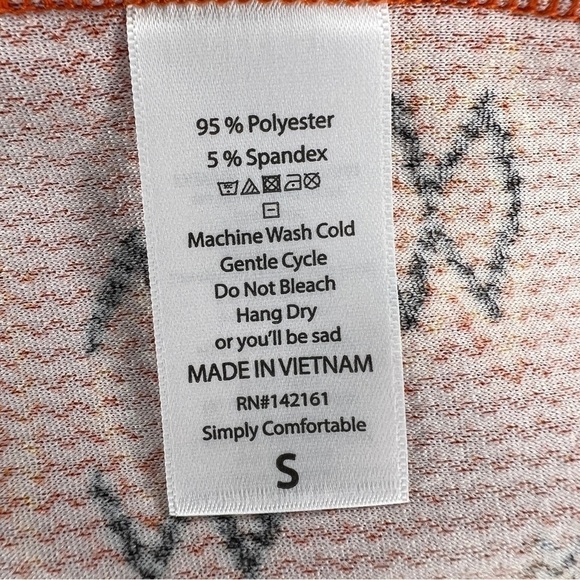 95 % Polyester
5 % Spandex
Machine Wash Cold
Gentle Cycle
Do Not Bleach
Hang Dry
or you'll be sad
MADE IN VIETNAM
RN#142161
Simply Comfortable
S